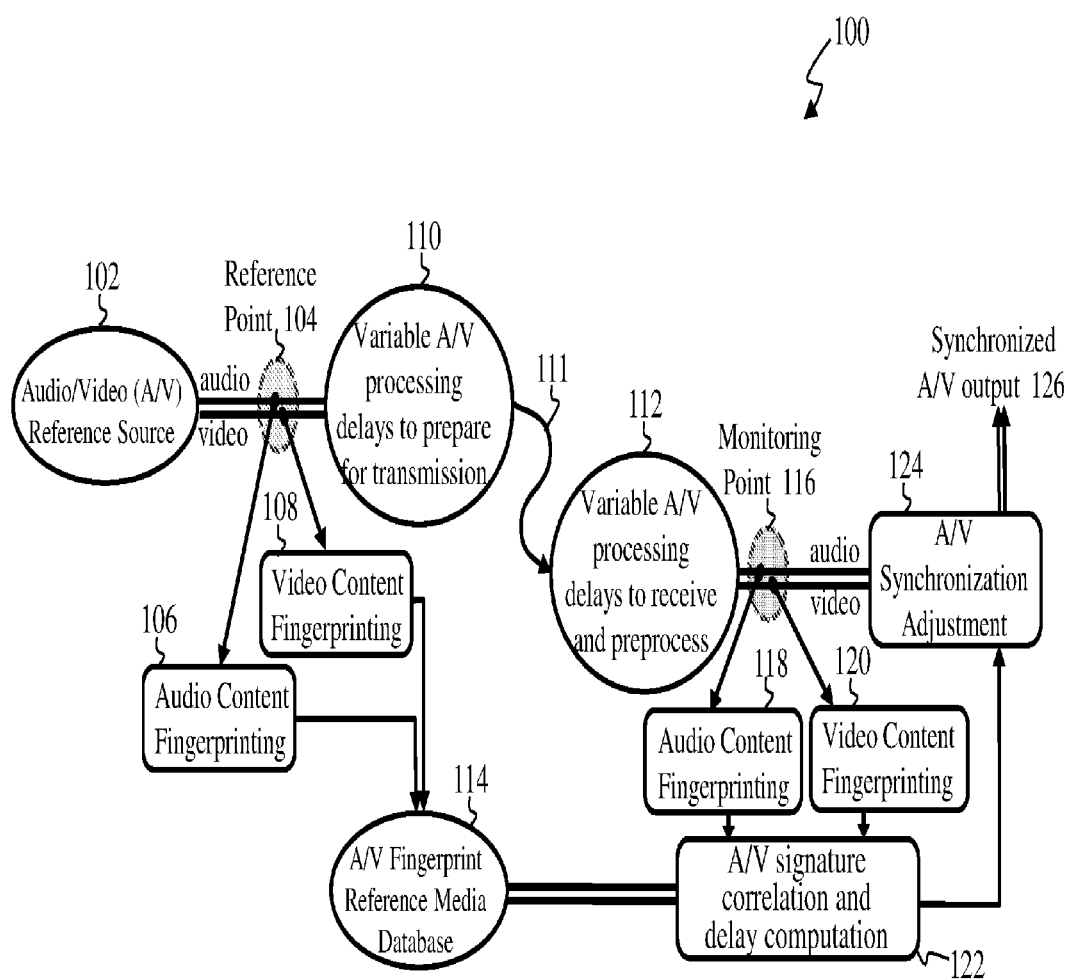 100
110
Reference
Point 104
102
Variable A/V
processing
delays to prepare
for transmission
audio
video
Audio/Video (A/V)
Reference Source
111
Synchronized
A/V output 126
112
Monitoring
Point 116
124
Variable A/V
processing
delays to receive
and preprocess
audio
video
A/V
Synchronization
Adjustment
108
Video Content
Fingerprinting
106
Audio Content
Fingerprinting
118
120
Audio Content
Fingerprinting
Video Content
Fingerprinting
114
A/V Fingerprint
Reference Media
Database
A/V signature
correlation and
delay computation
122